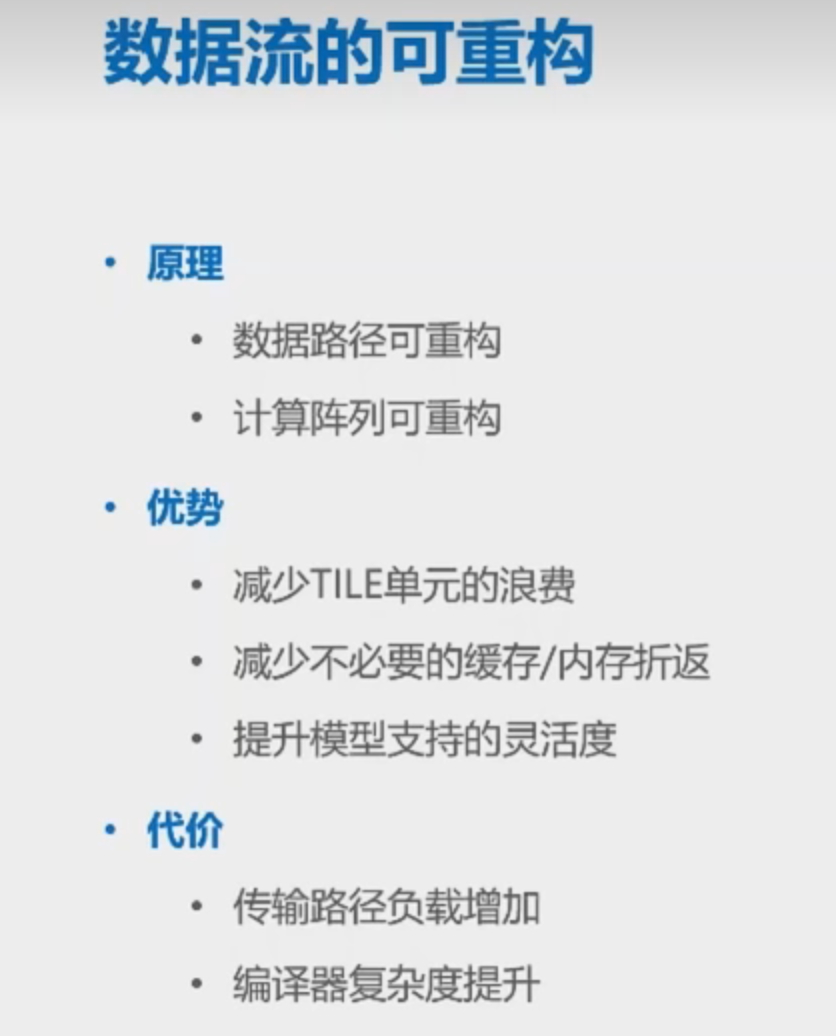 数据流的可重构
• 原理
• 数据路径可重构
• 计算阵列可重构
• 优势
• 减少TILE单元的浪费
• 减少不必要的缓存/内存折返
• 提升模型支持的灵活度
• 代价
• 传输路径负载增加
• 编译器复杂度提升